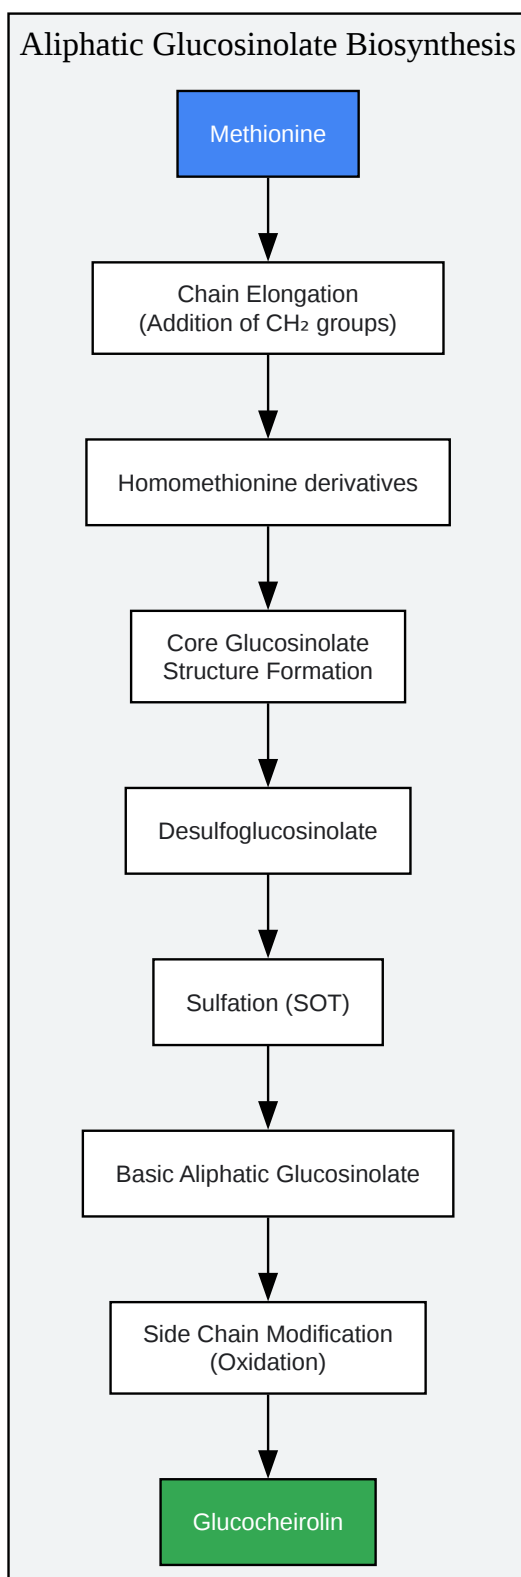 Aliphatic Glucosinolate Biosynthesis
Methionine
Chain Elongation
(Addition of CH₂ groups)
Homomethionine derivatives
Core Glucosinolate
Structure Formation
Desulfoglucosinolate
Sulfation (SOT)
Basic Aliphatic Glucosinolate
Side Chain Modification
(Oxidation)
Glucocheirolin